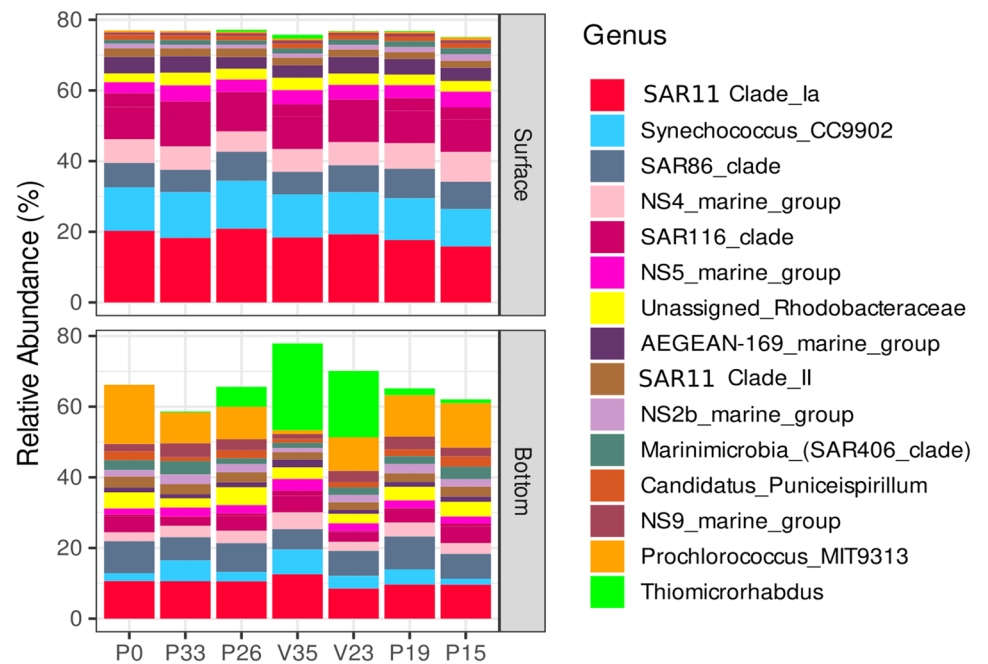 Relative Abundance (%)
80
60
40
20
0
Surface
80
60
40
20
0
Bottom
P0 P33 P26 V35 V23 P19 P15
Genus
SAR11 Clade_Ia
Synechococcus_CC9902
SAR86_clade
NS4_marine_group
SAR116_clade
NS5_marine_group
Unassigned_Rhodobacteraceae
AEGEAN-169_marine_group
SAR11 Clade_II
NS2b_marine_group
Marinimicrobia_(SAR406_clade)
Candidatus_Puniceispirillum
NS9_marine_group
Prochlorococcus_MIT9313
Thiomicrorhabdus